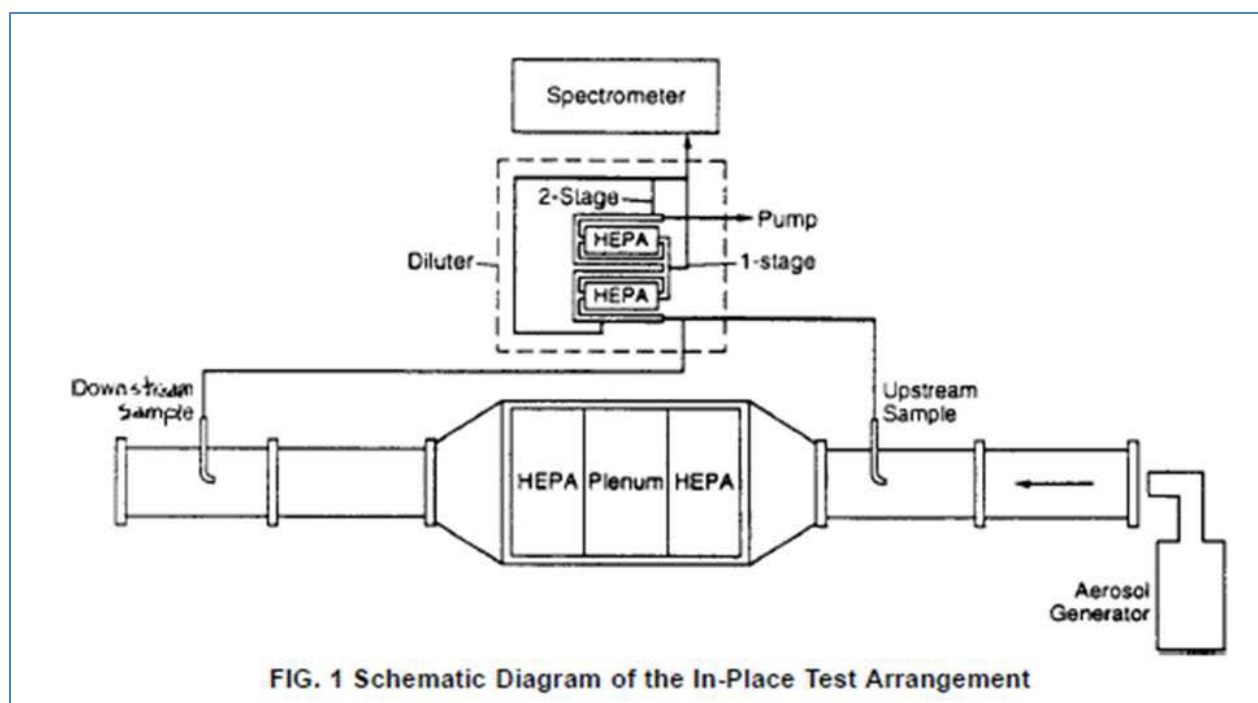 Spectrometer
2-Stage
Pump
HEPA
Diluter
1-stage
HEPA
Downstream
Sample
Upstream
Sample
HEPA Plenum HEPA
Aerosol
Generator
FIG. 1 Schematic Diagram of the In-Place Test Arrangement